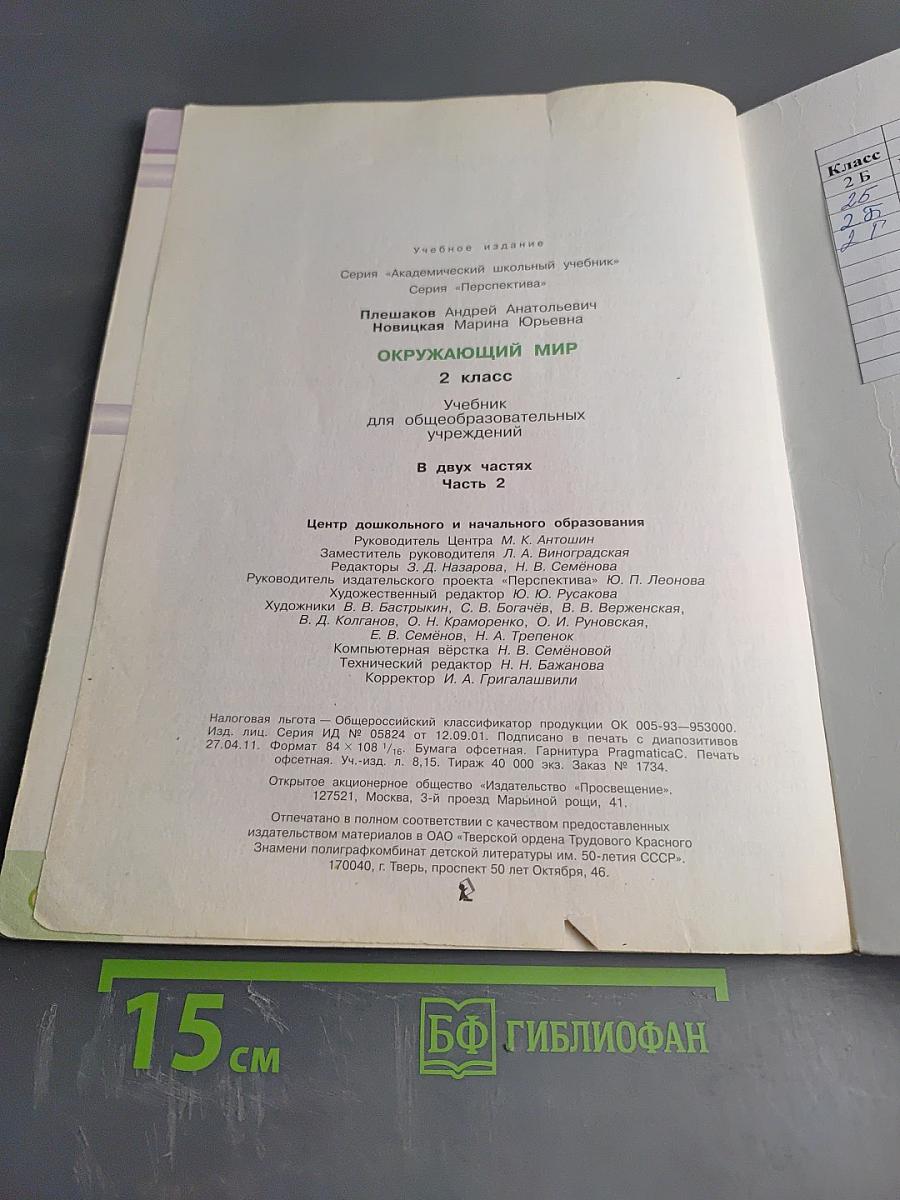 Учебное издание
Серия «Академический школьный учебник»
Серия «Перспектива»
Плешаков Андрей Анатольевич
Новицкая Марина Юрьевна
ОКРУЖАЮЩИЙ МИР
2 класс
Учебник
для общеобразовательных
учреждений
В двух частях
Часть 2
Центр дошкольного и начального образования
Руководитель Центра М. К. Антошин
Заместитель руководителя Л. А. Виноградская
Редакторы З. Д. Назарова, Н. В. Семёнова
Руководитель издательского проекта «Перспектива» Ю. П. Леонова
Художественный редактор Ю. Ю. Русакова
Художники В. В. Бастрыкин, С. В. Богачёв, В. В. Верженская,
В. Д. Колганов, О. Н. Краморенко, О. И. Руновская,
Е. В. Семёнов, Н. А. Трепенок
Компьютерная вёрстка Н. В. Семёновой
Технический редактор Н. Н. Бажанова
Корректор И. А. Григалашвили
Налоговая льгота — Общероссийский классификатор продукции ОК 005-93—953000.
Изд. лиц. Серия ИД № 05824 от 12.09.01. Подписано в печать с диапозитивов
27.04.11. Формат 84 × 108 1/16. Бумага офсетная. Гарнитура PragmaticaC. Печать
офсетная. Уч.-изд. л. 8,15. Тираж 40 000 экз. Заказ № 1734.
Открытое акционерное общество «Издательство «Просвещение».
127521, Москва, 3-й проезд Марьиной рощи, 41.
Отпечатано в полном соответствии с качеством предоставленных
издательством материалов в ОАО «Тверской ордена Трудового Красного
Знамени полиграфкомбинат детской литературы им. 50-летия СССР».
170040, г. Тверь, проспект 50 лет Октября, 46.
Класс
2 Б
2Б
2 Б
2 Г
15 см
БФ ГИБЛИОФАН